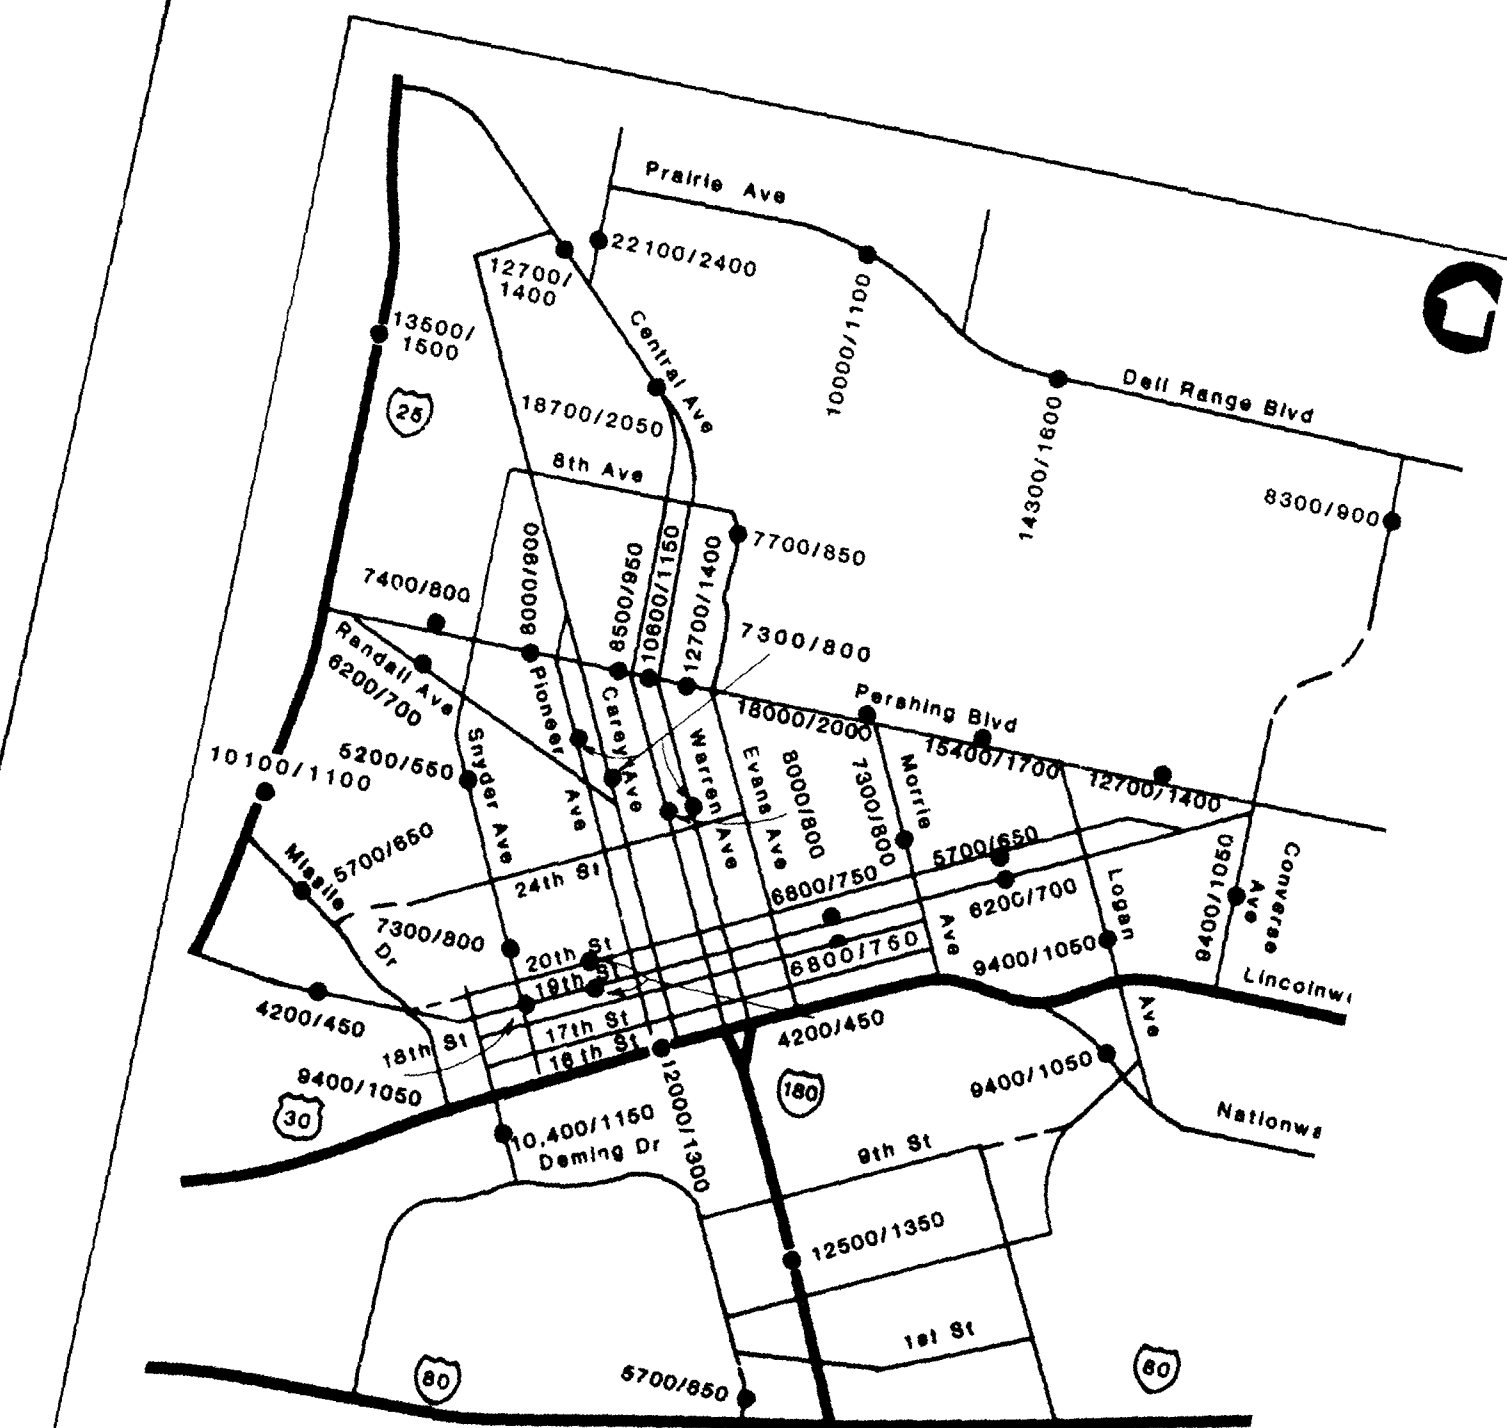 Prairie Ave
22100/2400
12700/
1400
13500/
1500
25
Central Ave
10000/1100
Dell Range Blvd
18700/2050
14300/1600
8th Ave
8300/900
7700/850
7400/800
8000/900
8500/950
10600/1150
12700/1400
7300/800
Randall Ave
6200/700
Pioneer Ave
Carey Ave
Pershing Blvd
18000/2000
15400/1700
12700/1400
10100/1100
5200/550
Snyder Ave
Warren Ave
Evans Ave
8000/800
7300/800
Morrie Ave
5700/650
Missile Dr
5700/650
24th St
6800/750
6200/700
Logan Ave
9400/1050
Converse
Ave
7300/800
20th St
19th St
6800/750
9400/1050
Lincolnw
4200/450
18th St
17th St
16th St
4200/450
9400/1050
30
12000/1300
180
9400/1050
10,400/1150
Deming Dr
9th St
Nationwa
12500/1350
1st St
80
5700/650
80